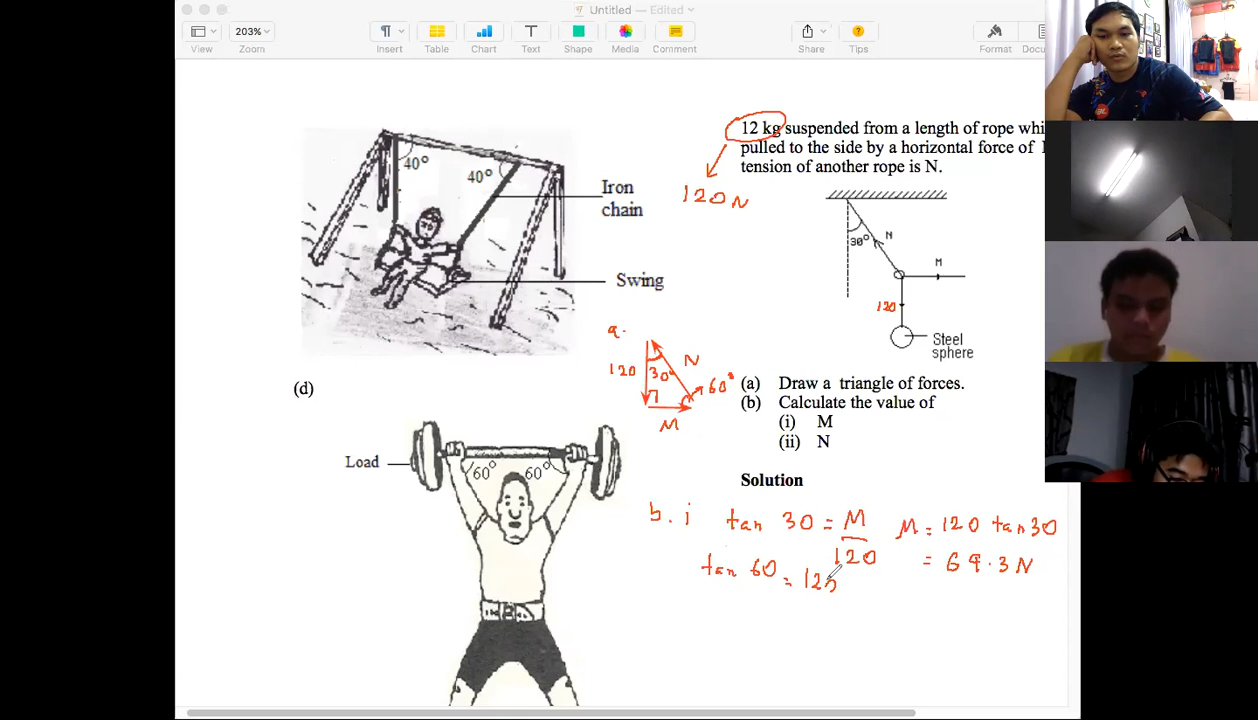 Untitled — Edited
203%
View
Zoom
Insert
Table
Chart
Text
Shape
Media
Comment
Share
Tips
Format
40°
40°
Iron
chain
Swing
(d)
Load
60°
60°
12 kg suspended from a length of rope
pulled to the side by a horizontal force of
tension of another rope is N.
120 N
30°
N
M
120
Steel
sphere
a.
120
30°
N
60°
M
(a) Draw a triangle of forces.
(b) Calculate the value of
(i) M
(ii) N
Solution
b. i tan 30 = M
120
M = 120 tan 30
= 69.3 N
tan 60 = 120